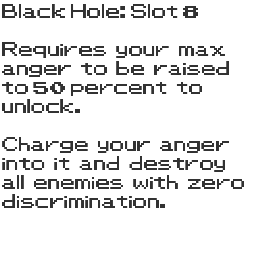 Black Hole: Slot 8
Requires your max
anger to be raised
to 50 percent to
unlock.
Charge your anger
into it and destroy
all enemies with zero
discrimination.